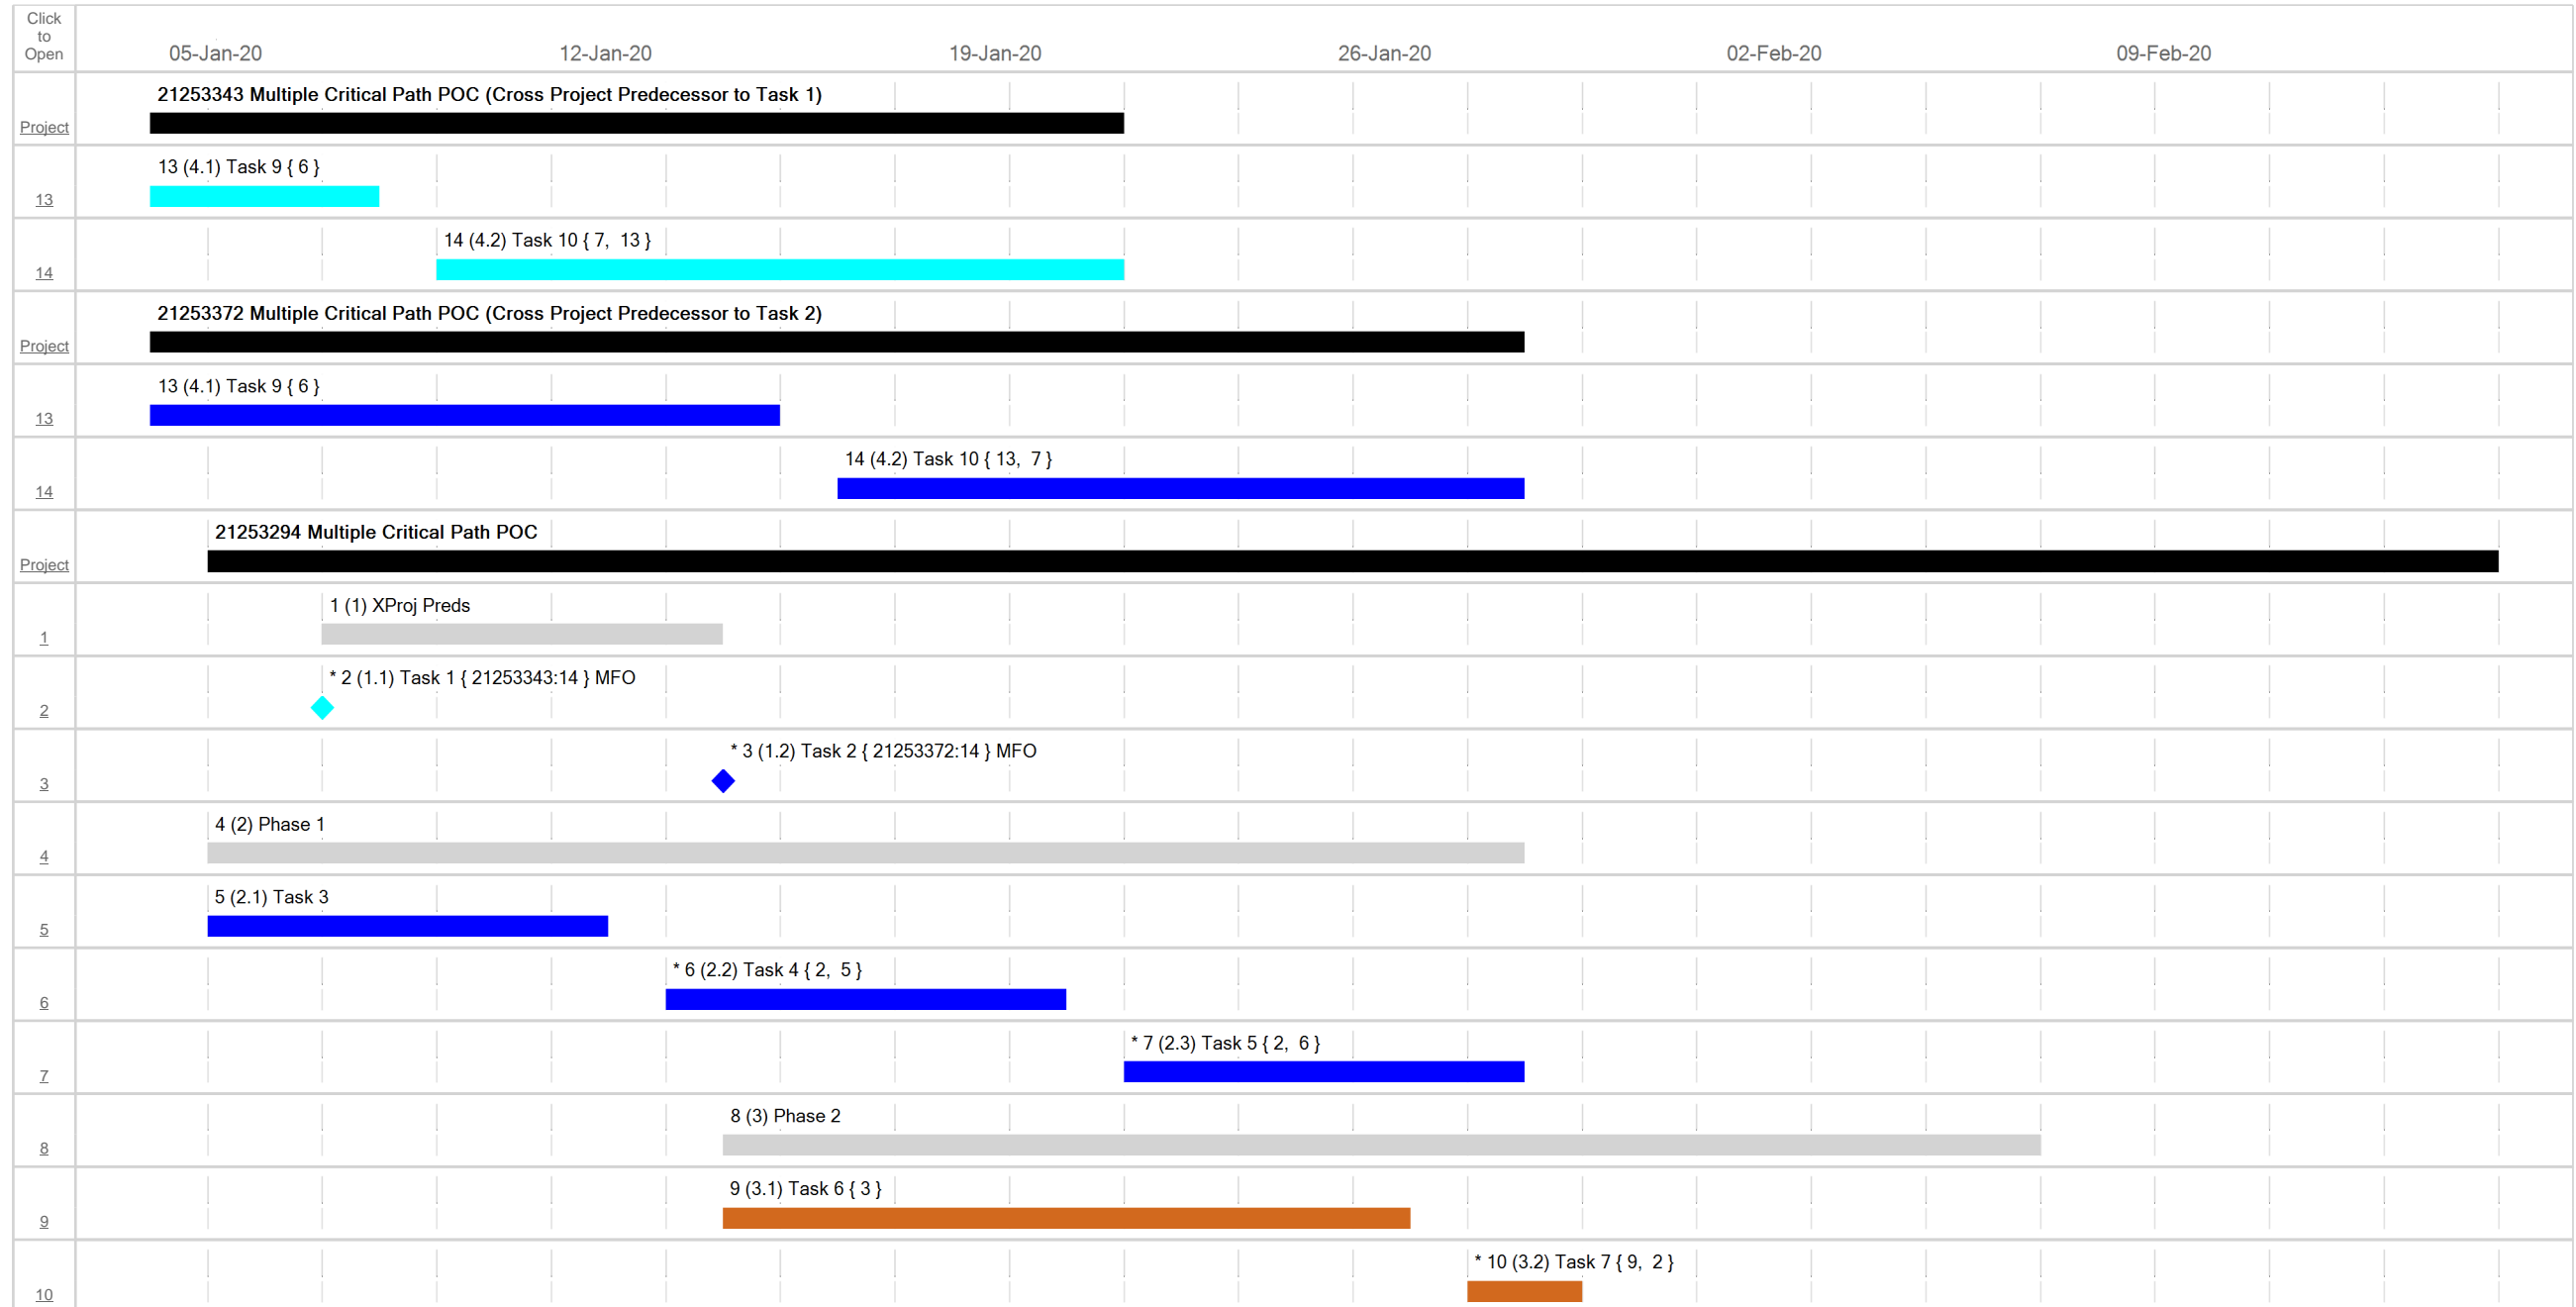 Click
to
Open
05-Jan-20 12-Jan-20 19-Jan-20 26-Jan-20 02-Feb-20 09-Feb-20
21253343 Multiple Critical Path POC (Cross Project Predecessor to Task 1)
Project
13 (4.1) Task 9 { 6 }
13
14 (4.2) Task 10 { 7, 13 }
14
21253372 Multiple Critical Path POC (Cross Project Predecessor to Task 2)
Project
13 (4.1) Task 9 { 6 }
13
14 (4.2) Task 10 { 13, 7 }
14
21253294 Multiple Critical Path POC
Project
1 (1) XProj Preds
1
* 2 (1.1) Task 1 { 21253343:14 } MFO
2
* 3 (1.2) Task 2 { 21253372:14 } MFO
3
4 (2) Phase 1
4
5 (2.1) Task 3
5
* 6 (2.2) Task 4 { 2, 5 }
6
* 7 (2.3) Task 5 { 2, 6 }
7
8 (3) Phase 2
8
9 (3.1) Task 6 { 3 }
9
* 10 (3.2) Task 7 { 9, 2 }
10